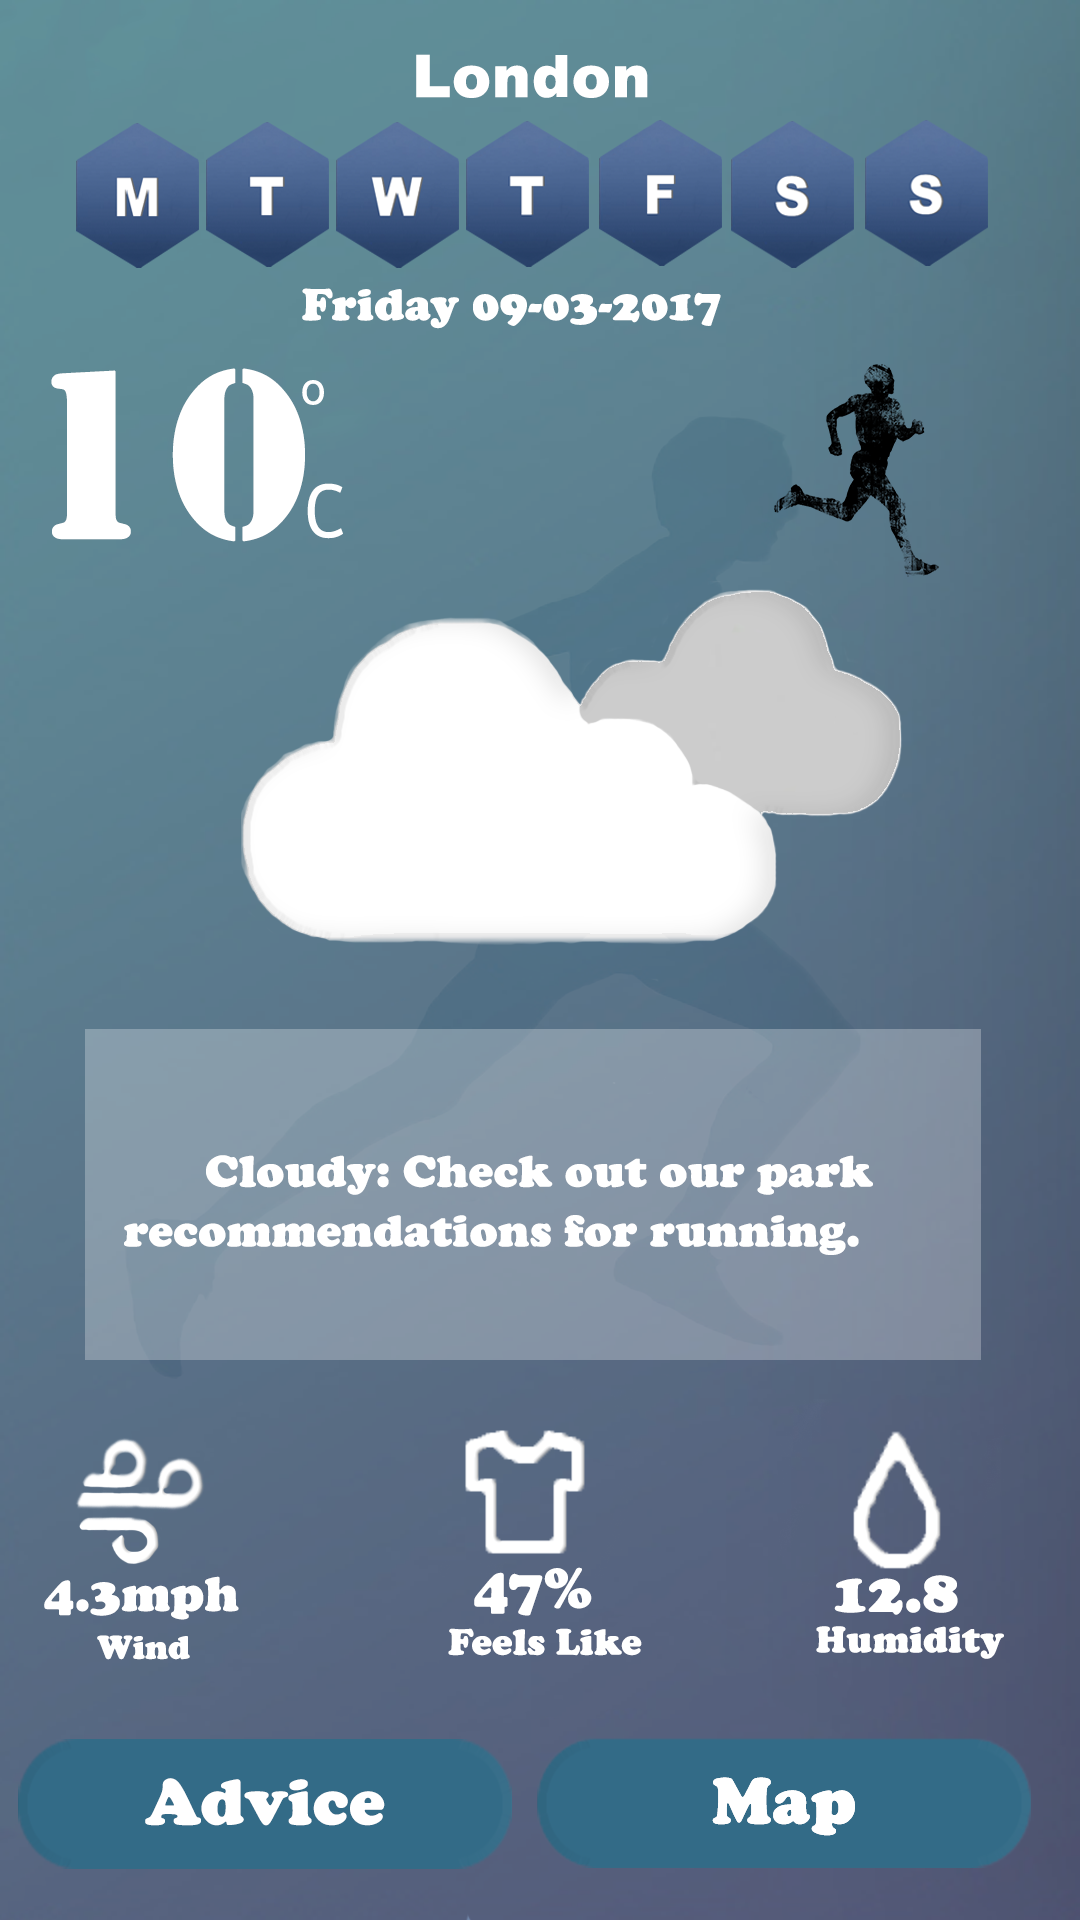 London
M T W T F S S
Friday 09-03-2017
10°C
Cloudy: Check out our park
recommendations for running.
4.3mph 47% 12.8
Wind Feels Like Humidity
Advice Map